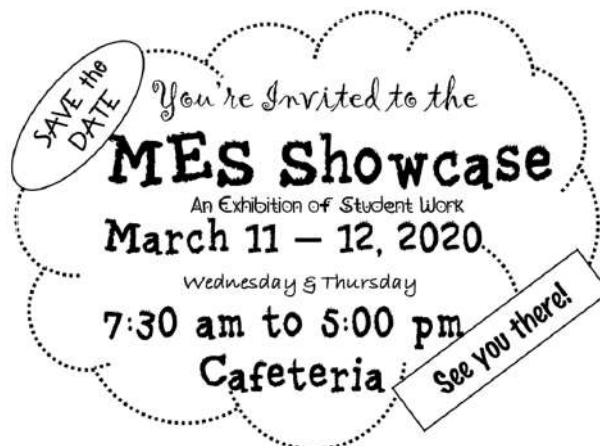 SAVE the
DATE
You're Invited to the
MES Showcase
An Exhibition of Student Work
March 11 – 12, 2020
Wednesday & Thursday
7:30 am to 5:00 pm
Cafeteria
See you there!